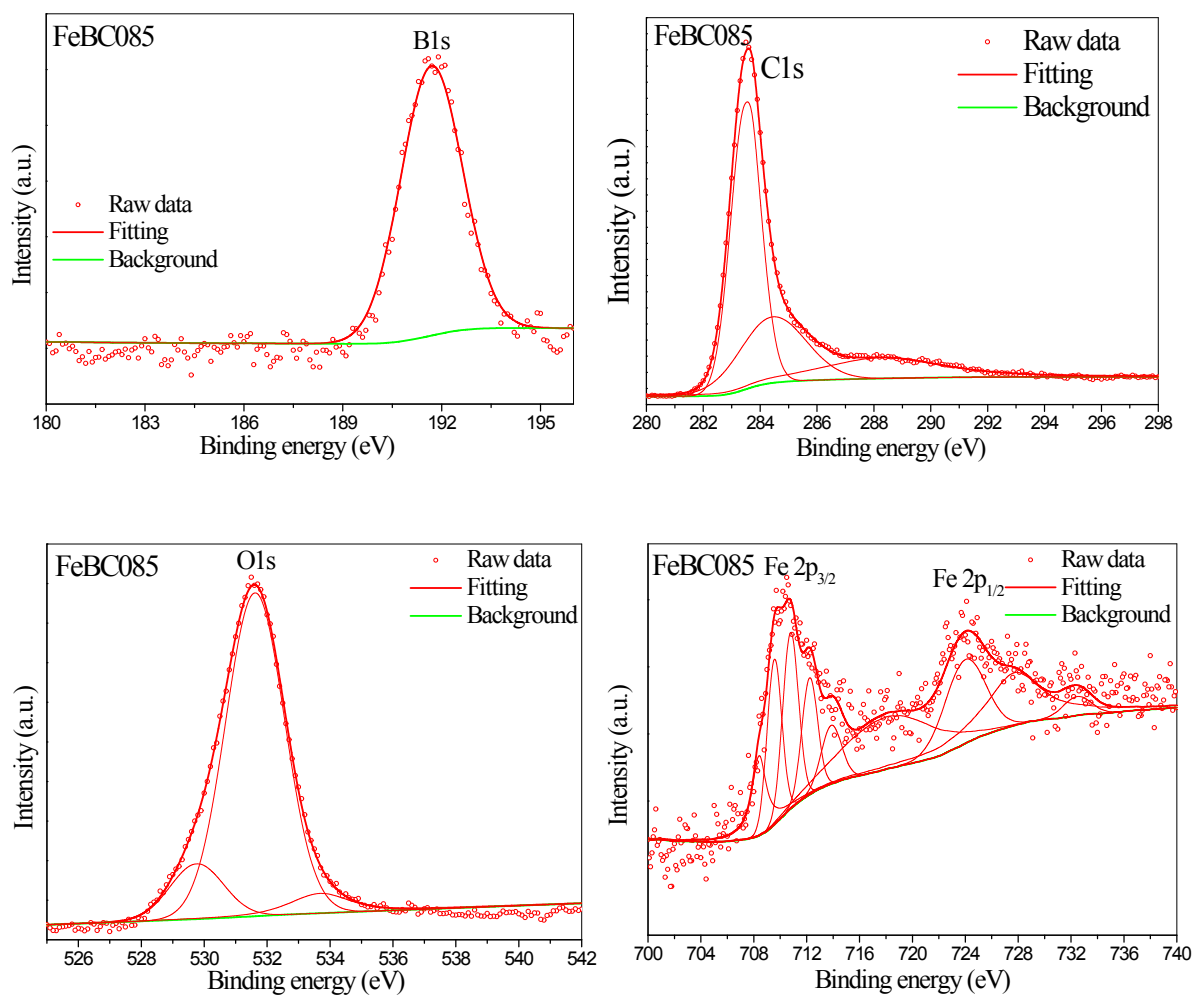 FeBC085
B1s
Raw data
Fitting
Background
Intensity (a.u.)
180 183 186 189 192 195
Binding energy (eV)
FeBC085
C1s
Raw data
Fitting
Background
Intensity (a.u.)
280 282 284 286 288 290 292 294 296 298
Binding energy (eV)
FeBC085
O1s
Raw data
Fitting
Background
Intensity (a.u.)
526 528 530 532 534 536 538 540 542
Binding energy (eV)
FeBC085
Fe 2p3/2
Fe 2p1/2
Raw data
Fitting
Background
Intensity (a.u.)
700 704 708 712 716 720 724 728 732 736 740
Binding energy (eV)